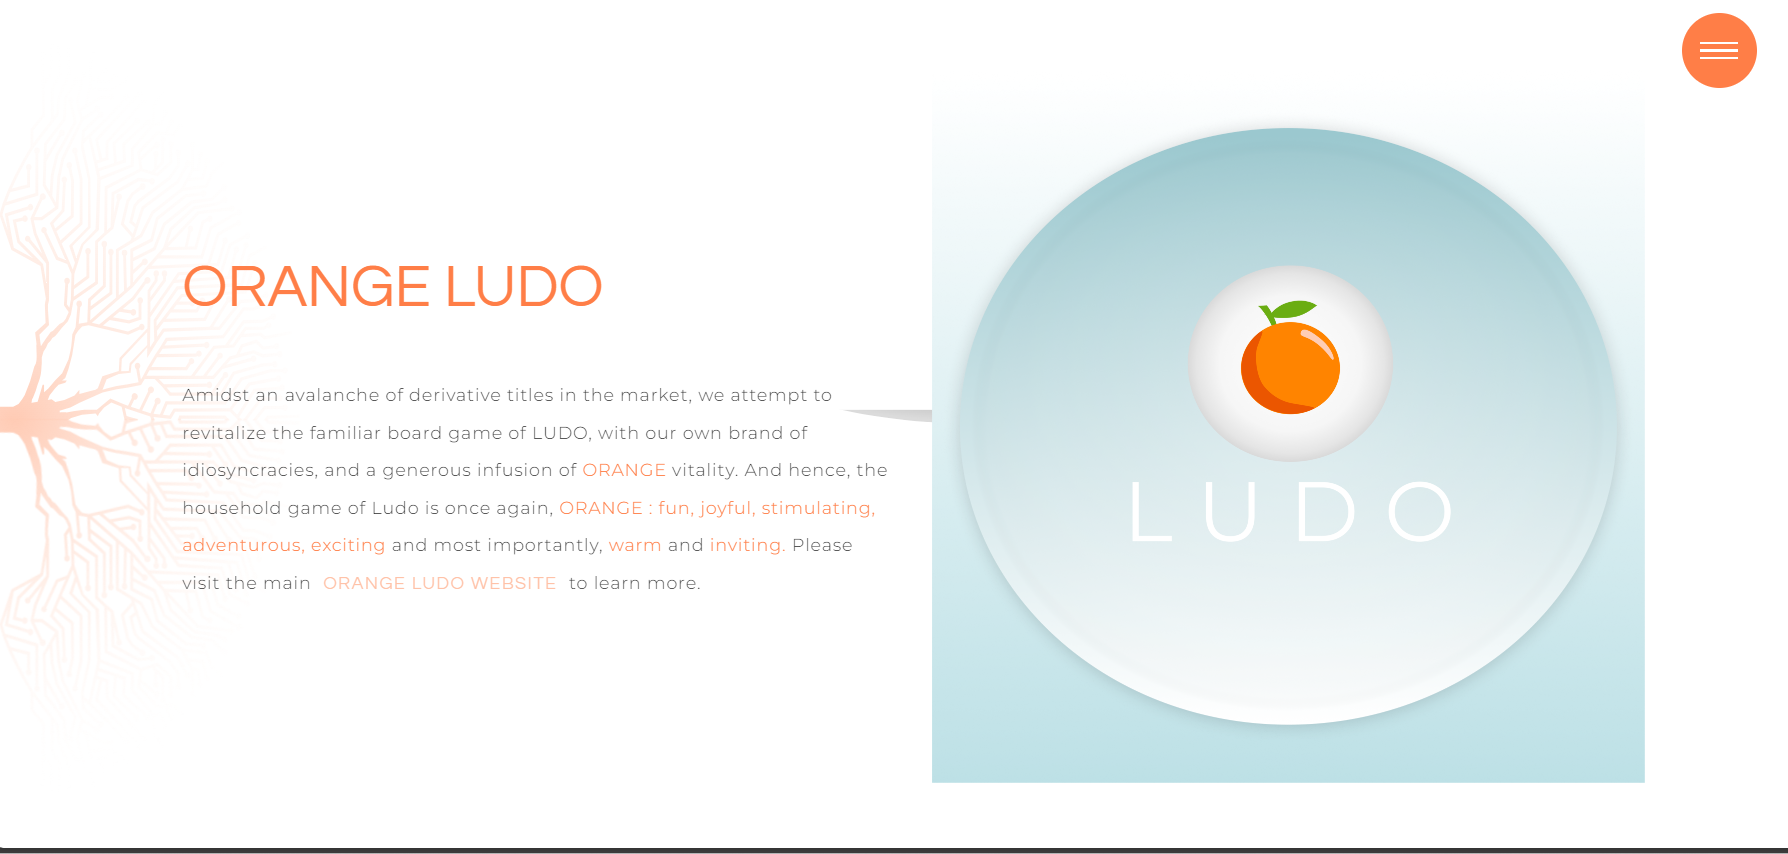 ORANGE LUDO
Amidst an avalanche of derivative titles in the market, we attempt to
revitalize the familiar board game of LUDO, with our own brand of
idiosyncracies, and a generous infusion of ORANGE vitality. And hence, the
household game of Ludo is once again, ORANGE : fun, joyful, stimulating,
adventurous, exciting and most importantly, warm and inviting. Please
visit the main ORANGE LUDO WEBSITE to learn more.
LUDO